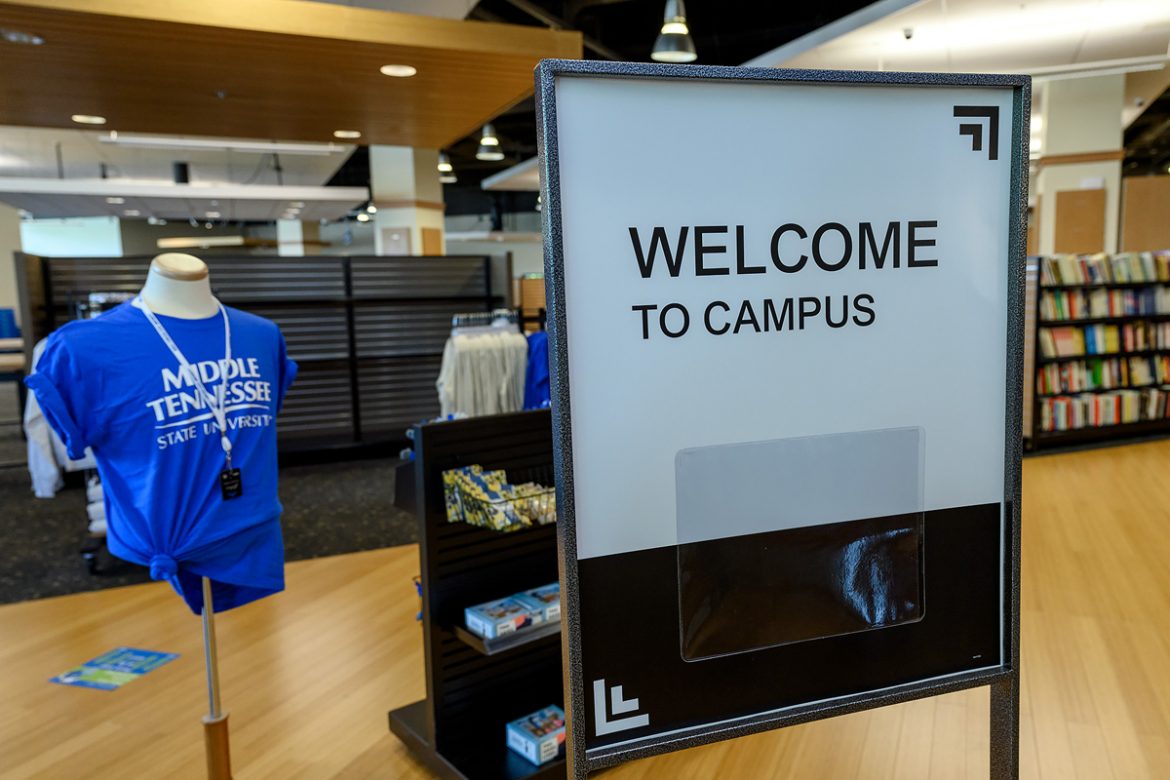 WELCOME
TO CAMPUS
MIDDLE
TENNESSEE
STATE UNIVERSITY